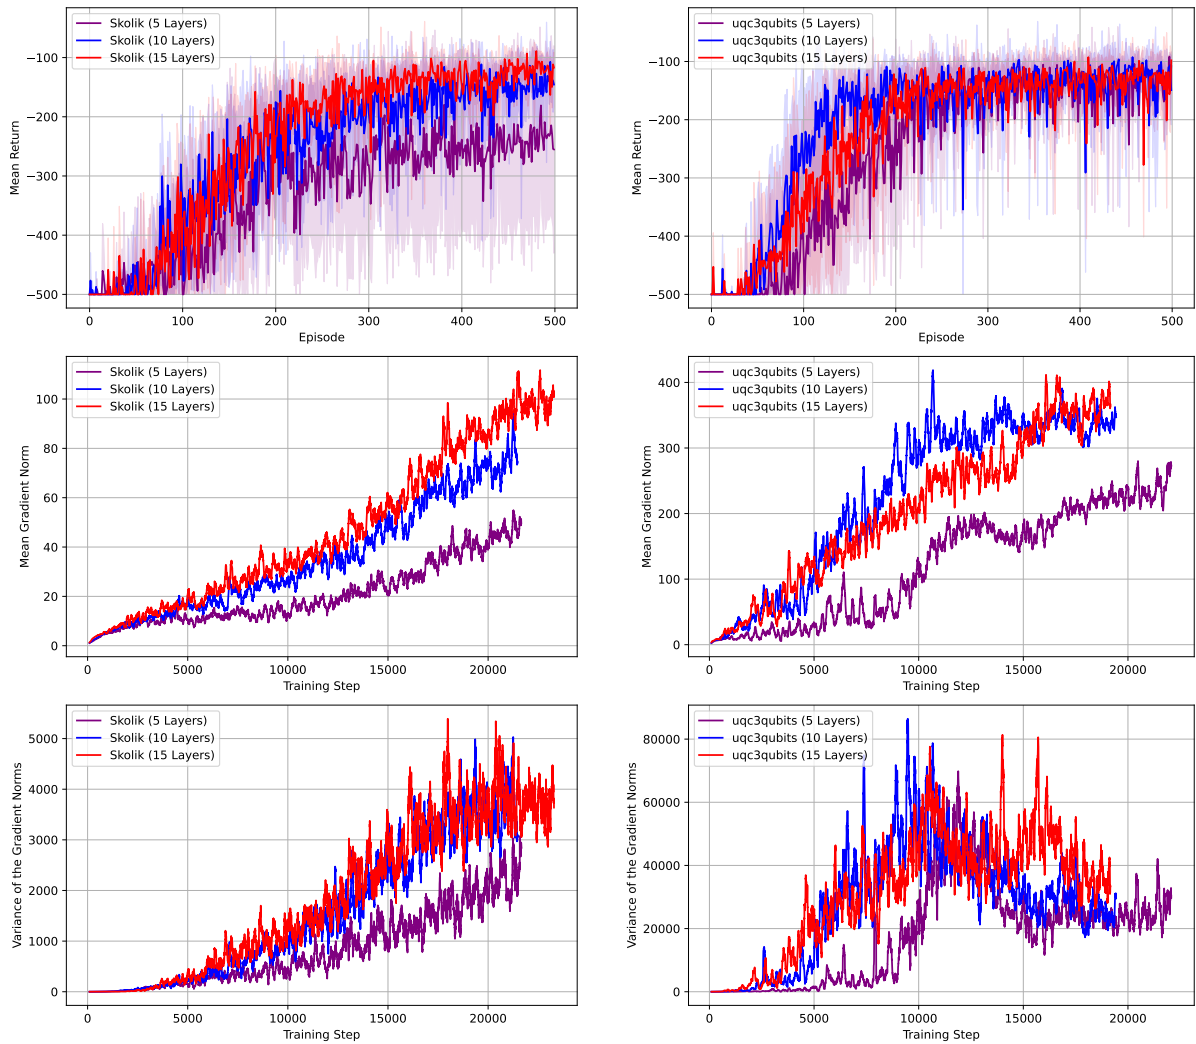 Skolik (5 Layers)
Skolik (10 Layers)
Skolik (15 Layers)
−100
−200
−300
−400
−500
0
100
200
300
400
500
Mean Return
Episode
uqc3qubits (5 Layers)
uqc3qubits (10 Layers)
uqc3qubits (15 Layers)
−100
−200
−300
−400
−500
0
100
200
300
400
500
Mean Return
Episode
Skolik (5 Layers)
Skolik (10 Layers)
Skolik (15 Layers)
100
80
60
40
20
0
0
5000
10000
15000
20000
Mean Gradient Norm
Training Step
uqc3qubits (5 Layers)
uqc3qubits (10 Layers)
uqc3qubits (15 Layers)
400
300
200
100
0
0
5000
10000
15000
20000
Mean Gradient Norm
Training Step
Skolik (5 Layers)
Skolik (10 Layers)
Skolik (15 Layers)
5000
4000
3000
2000
1000
0
0
5000
10000
15000
20000
Variance of the Gradient Norms
Training Step
uqc3qubits (5 Layers)
uqc3qubits (10 Layers)
uqc3qubits (15 Layers)
80000
60000
40000
20000
0
0
5000
10000
15000
20000
Variance of the Gradient Norms
Training Step